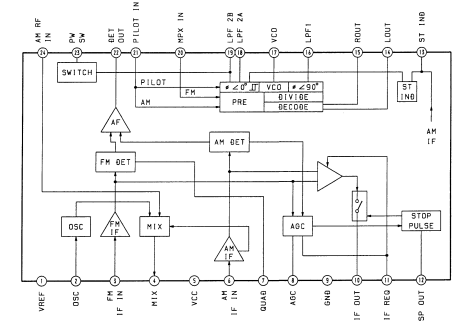 AM RF IN
PW SW
DET OUT
PILOT IN
MPX IN
LPF 2B
LPF 2A
VCO
LPF1
ROUT
LOUT
ST IND
24
23
22
21
20
19
18
17
16
15
14
13
SWITCH
PILOT
FM
AM
PRE
∅ ∠0°
VCO
∅ ∠90°
DIVIDE
DECODE
ST IND
AM IF
AF
FM DET
AM DET
OSC
FM IF
MIX
AM IF
AGC
STOP PULSE
1
2
3
4
5
6
7
8
9
10
11
12
VREF
OSC
FM IF IN
MIX
VCC
AM IF IN
QUAD
AGC
GND
IF OUT
IF REQ
SP OUT